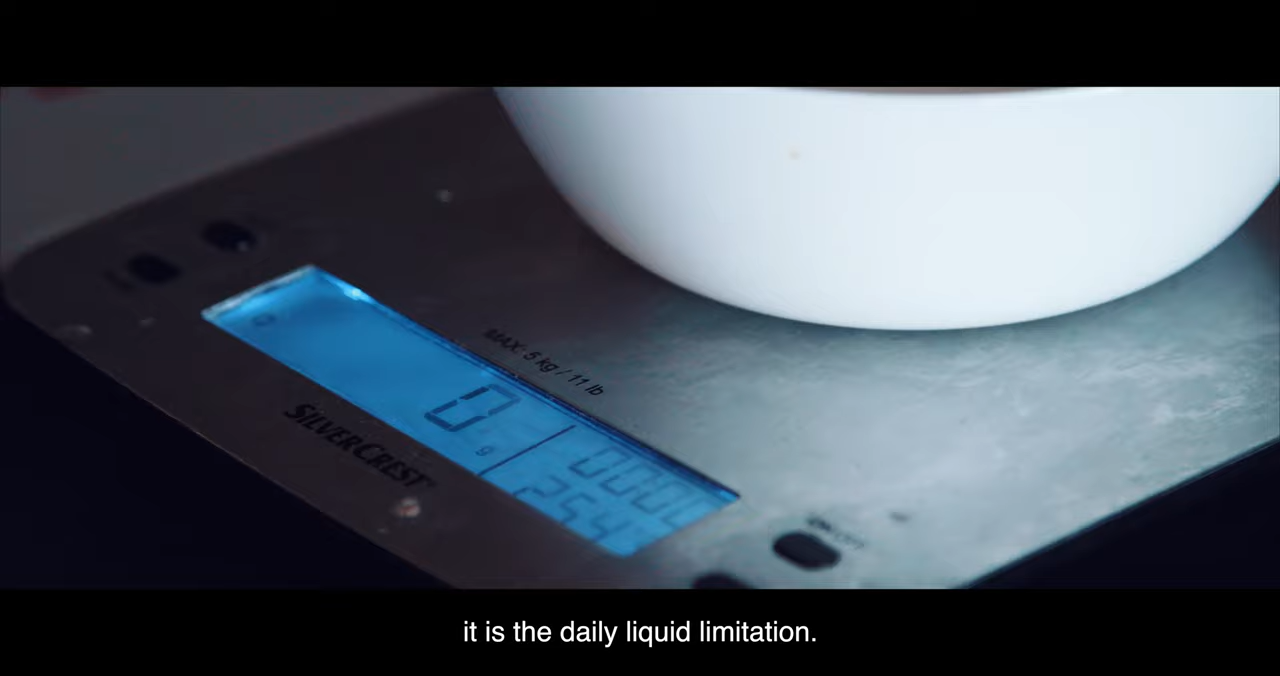 MAX: 5 kg / 11 lb
0 g
SILVERCREST
it is the daily liquid limitation.